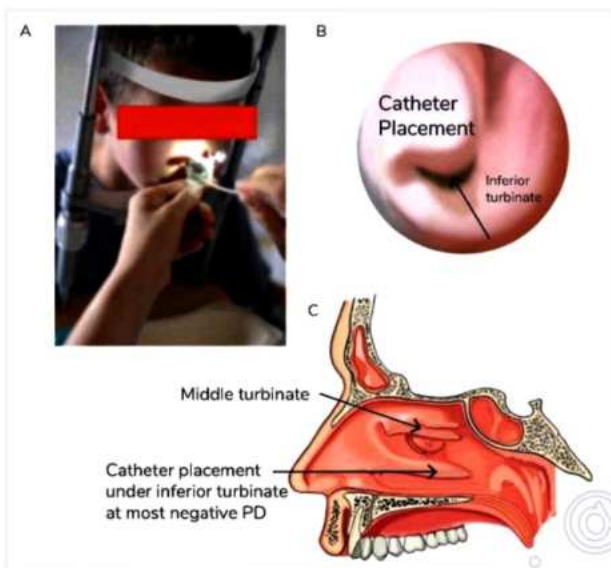 A
B
Catheter
Placement
Inferior
turbinate
C
Middle turbinate
Catheter placement
under inferior turbinate
at most negative PD